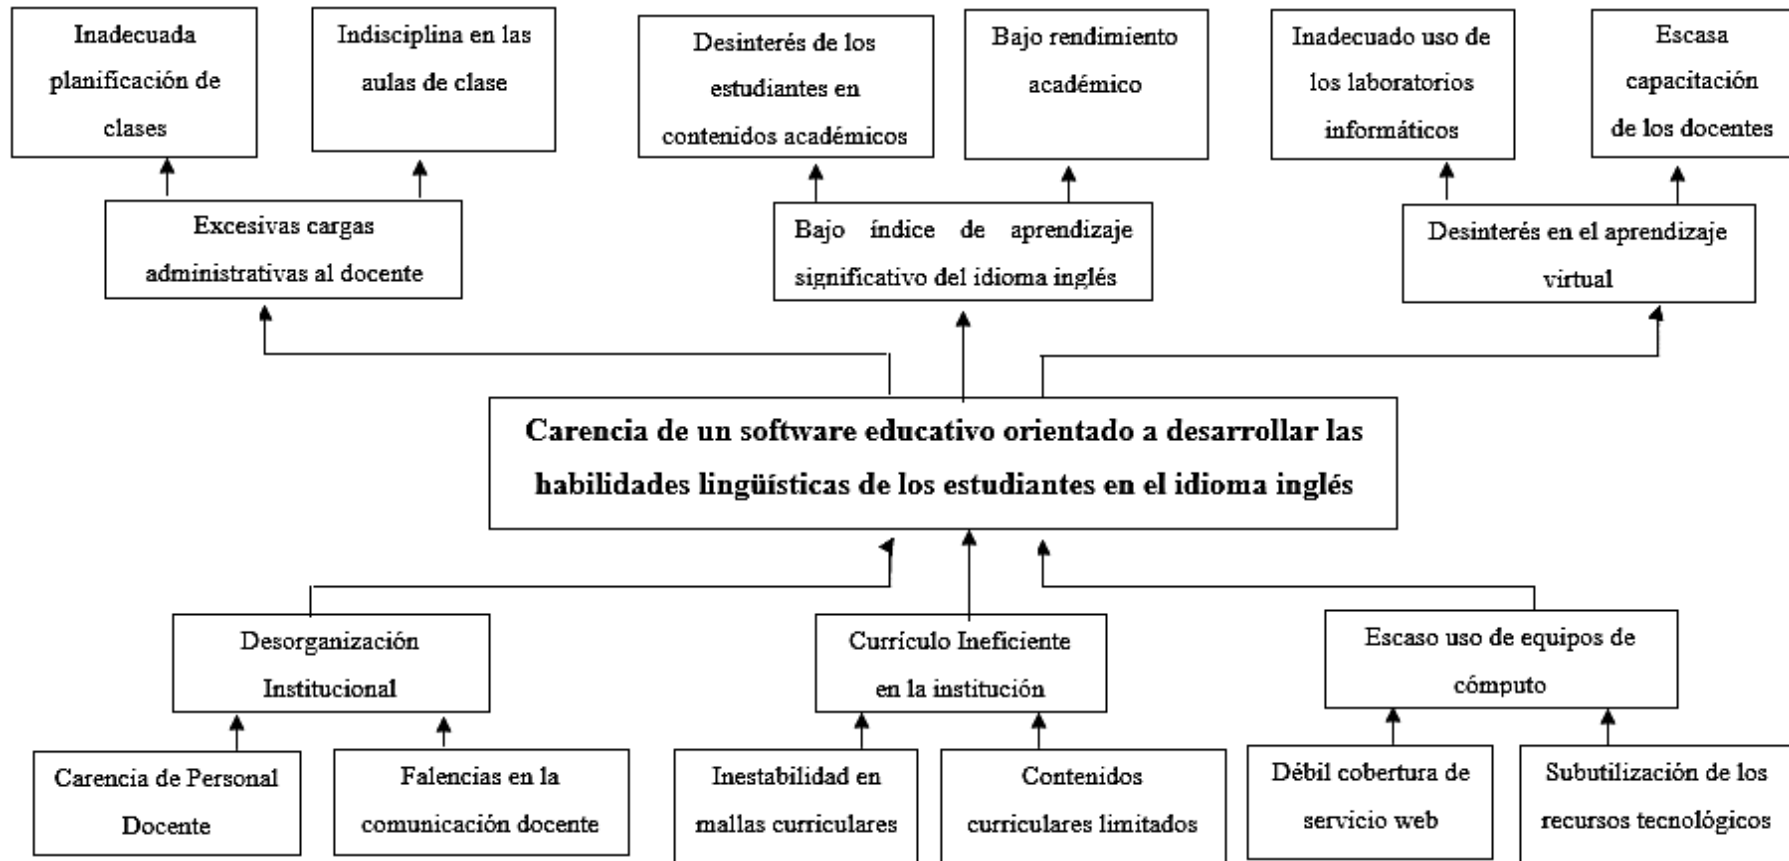 Inadecuada
planificación de
clases
Indisciplina en las
aulas de clase
Desinterés de los
estudiantes en
contenidos académicos
Bajo rendimiento
académico
Inadecuado uso de
los laboratorios
informáticos
Escasa
capacitación
de los docentes
Excesivas cargas
administrativas al docente
Bajo índice de aprendizaje
significativo del idioma inglés
Desinterés en el aprendizaje
virtual
Carencia de un software educativo orientado a desarrollar las
habilidades lingüísticas de los estudiantes en el idioma inglés
Desorganización
Institucional
Currículo Ineficiente
en la institución
Escaso uso de equipos de
cómputo
Carencia de Personal
Docente
Falencias en la
comunicación docente
Inestabilidad en
mallas curriculares
Contenidos
curriculares limitados
Débil cobertura de
servicio web
Subutilización de los
recursos tecnológicos